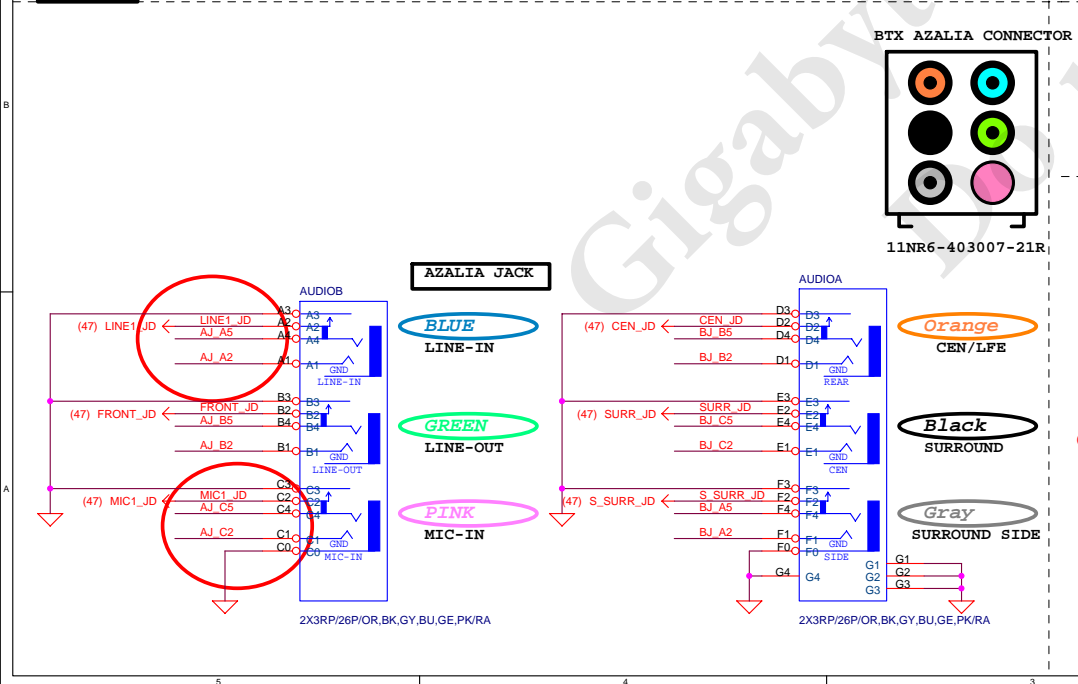 BTX AZALIA CONNECTOR
11NR6-403007-21R
Gigabyt
Do
B
A
AZALIA JACK
AUDIOB
(47) LINE1_JD LINE1_JD A3 A3
A2 A2
AJ_A5 A4 A4
AJ_A2 A1 A1
GND
LINE-IN
BLUE
LINE-IN
B3 B3
(47) FRONT_JD FRONT_JD B2 B2
AJ_B5 B4 B4
AJ_B2 B1 B1
GND
LINE-OUT
GREEN
LINE-OUT
C3 C3
(47) MIC1_JD MIC1_JD C2 C2
AJ_C5 C4 C4
AJ_C2 C1 C1
GND
C0 C0
MIC-IN
PINK
MIC-IN
2X3RP/26P/OR,BK,GY,BU,GE,PK/RA
AUDIOA
D3 D3
(47) CEN_JD CEN_JD D2 D2
BJ_B5 D4 D4
BJ_B2 D1 D1
GND
REAR
Orange
CEN/LFE
E3 E3
(47) SURR_JD SURR_JD E2 E2
BJ_C5 E4 E4
BJ_C2 E1 E1
GND
CEN
Black
SURROUND
F3 F3
(47) S_SURR_JD S_SURR_JD F2 F2
BJ_A5 F4 F4
BJ_A2 F1 F1
GND
F0 F0
SIDE
Gray
SURROUND SIDE
G4 G4
G1 G1
G2 G2
G3 G3
2X3RP/26P/OR,BK,GY,BU,GE,PK/RA
5
4
3